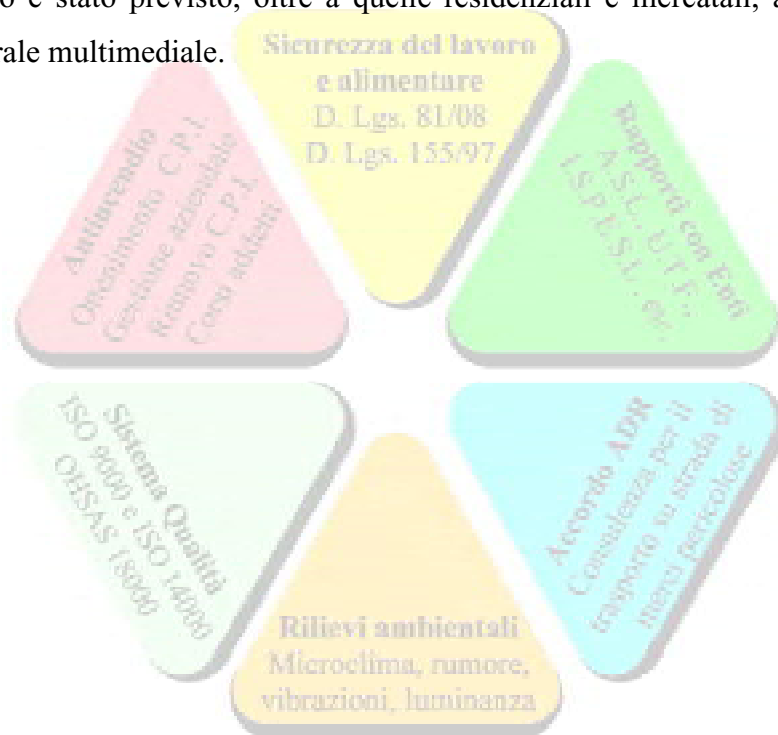 o è stato previsto, oltre a quelle residenziali e mercatali, a
rale multimediale.
Sicurezza del lavoro
e alimentare
D. Lgs. 81/08
D. Lgs. 155/97
Rapporti con Enti
A.S.L., U.T.F.,
I.S.P.E.S.L., etc.
Accordo ADR
Consulenza per il
trasporto su strada di
merci pericolose
Rilievi ambientali
Microclima, rumore,
vibrazioni, luminanza
Sistema Qualità
ISO 9000 e ISO 14000
OHSAS 18000
Antincendio
Ottenimento C.P.I.
Gestione aziendale
Rinnovo C.P.I.
Corso addetti